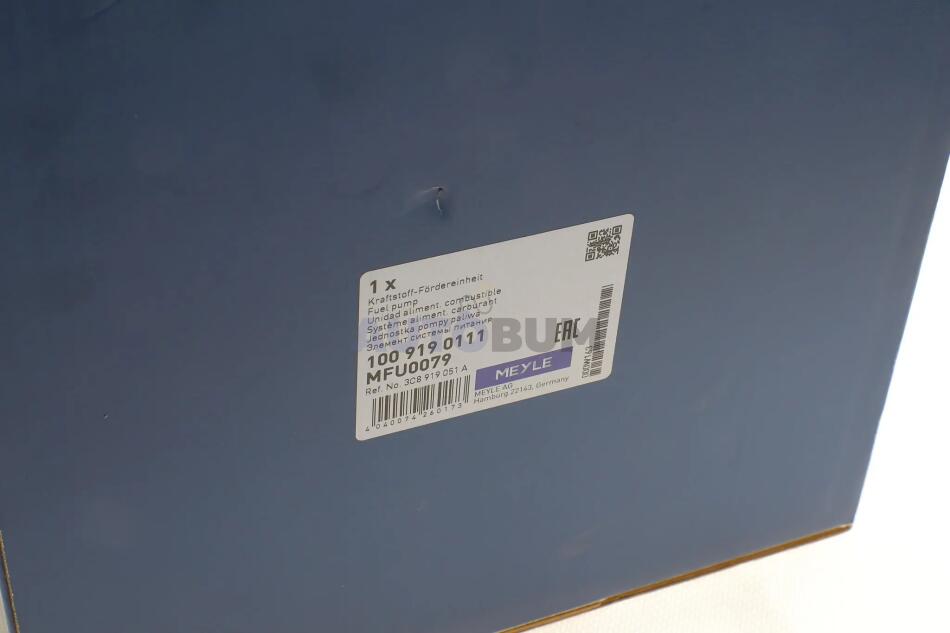 1 x
Kraftstoff-Fördereinheit
Fuel pump
Unidad aliment. combustible
Système aliment. carburant
Jednostka pompy paliwa
Элемент системы питания
100 919 0111
MFU0079
Ref. No. 3C8 919 051 A
4 040074 260173
EAC
MEYLE
MEYLE AG
Hamburg 22143, Germany
AUTOBUM